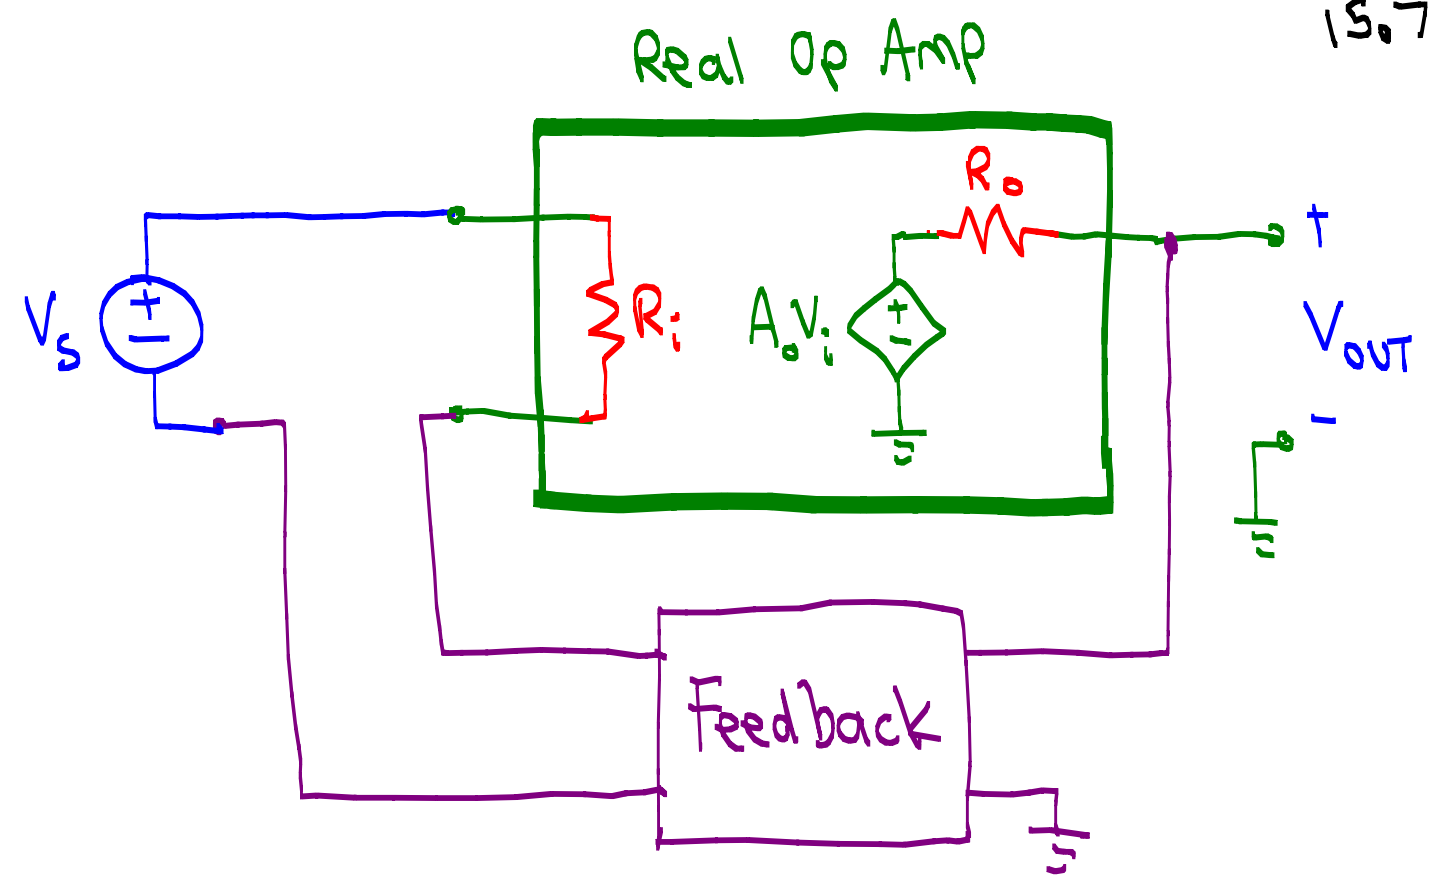 15.7
Real Op Amp
Ro
+
Vs
+
-
Ri
AoVi
+
-
VOUT
-
Feedback